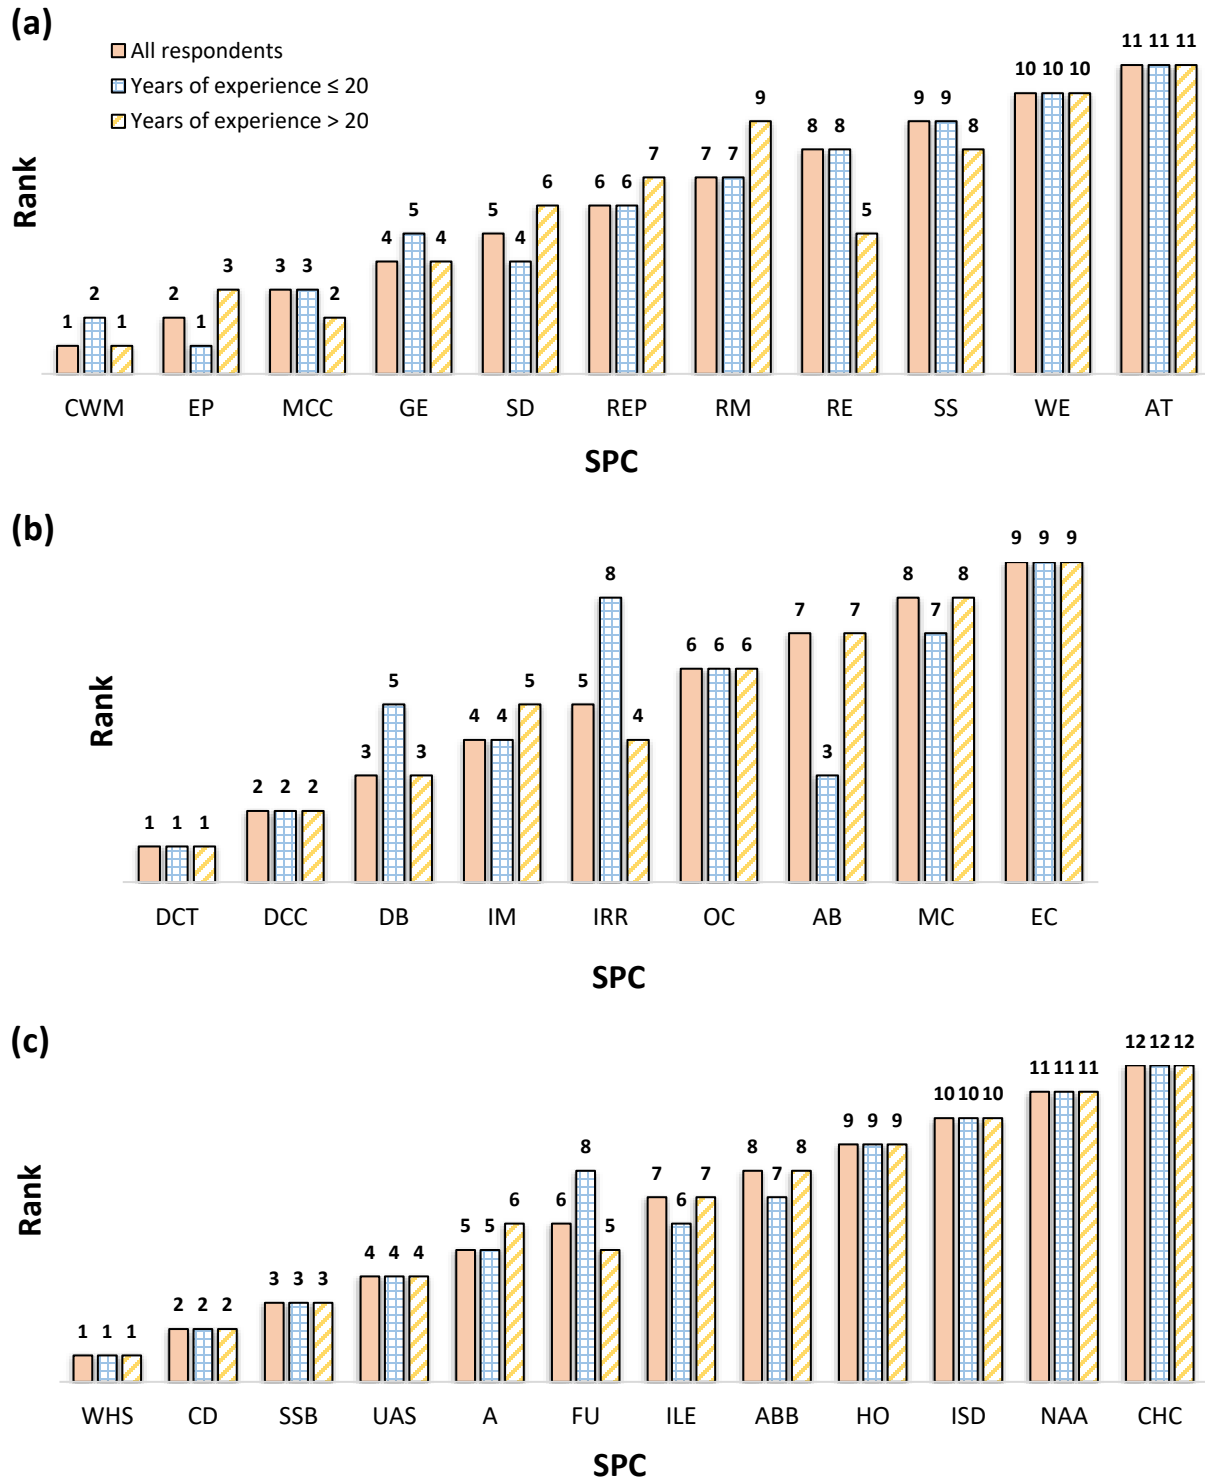 (a)
All respondents
Years of experience ≤ 20
Years of experience > 20
Rank
1 2 1 2 1 3 3 3 2 4 5 4 5 4 6 6 6 7 7 7 9 8 8 5 9 9 8 10 10 10 11 11 11
CWM EP MCC GE SD REP RM RE SS WE AT
SPC
(b)
Rank
1 1 1 2 2 2 3 5 3 4 4 5 5 8 4 6 6 6 7 3 7 8 7 8 9 9 9
DCT DCC DB IM IRR OC AB MC EC
SPC
(c)
Rank
1 1 1 2 2 2 3 3 3 4 4 4 5 5 6 6 8 5 7 6 7 8 7 8 9 9 9 10 10 10 11 11 11 12 12 12
WHS CD SSB UAS A FU ILE ABB HO ISD NAA CHC
SPC